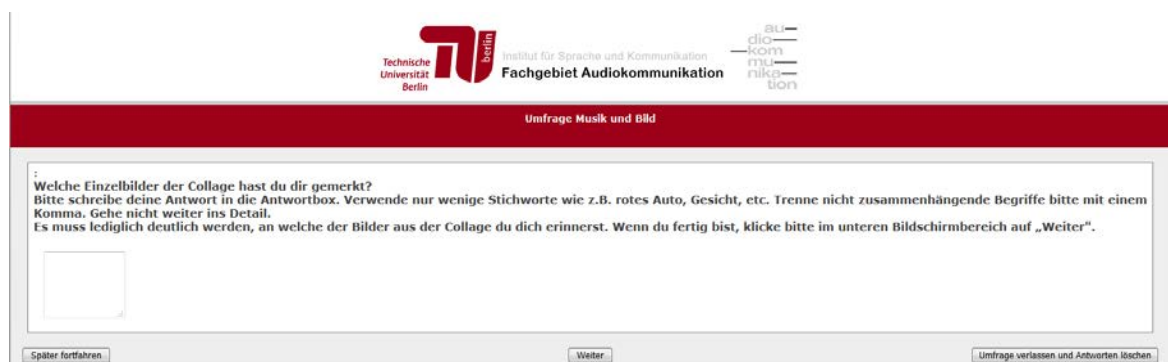 Technische
Universität
Berlin
berlin
Institut für Sprache und Kommunikation
Fachgebiet Audiokommunikation
au
dio
kom
mu
nika
tion
Umfrage Musik und Bild
:
Welche Einzelbilder der Collage hast du dir gemerkt?
Bitte schreibe deine Antwort in die Antwortbox. Verwende nur wenige Stichworte wie z.B. rotes Auto, Gesicht, etc. Trenne nicht zusammenhängende Begriffe bitte mit einem
Komma. Gehe nicht weiter ins Detail.
Es muss lediglich deutlich werden, an welche der Bilder aus der Collage du dich erinnerst. Wenn du fertig bist, klicke bitte im unteren Bildschirmbereich auf „Weiter“.
Später fortfahren
Weiter
Umfrage verlassen und Antworten löschen